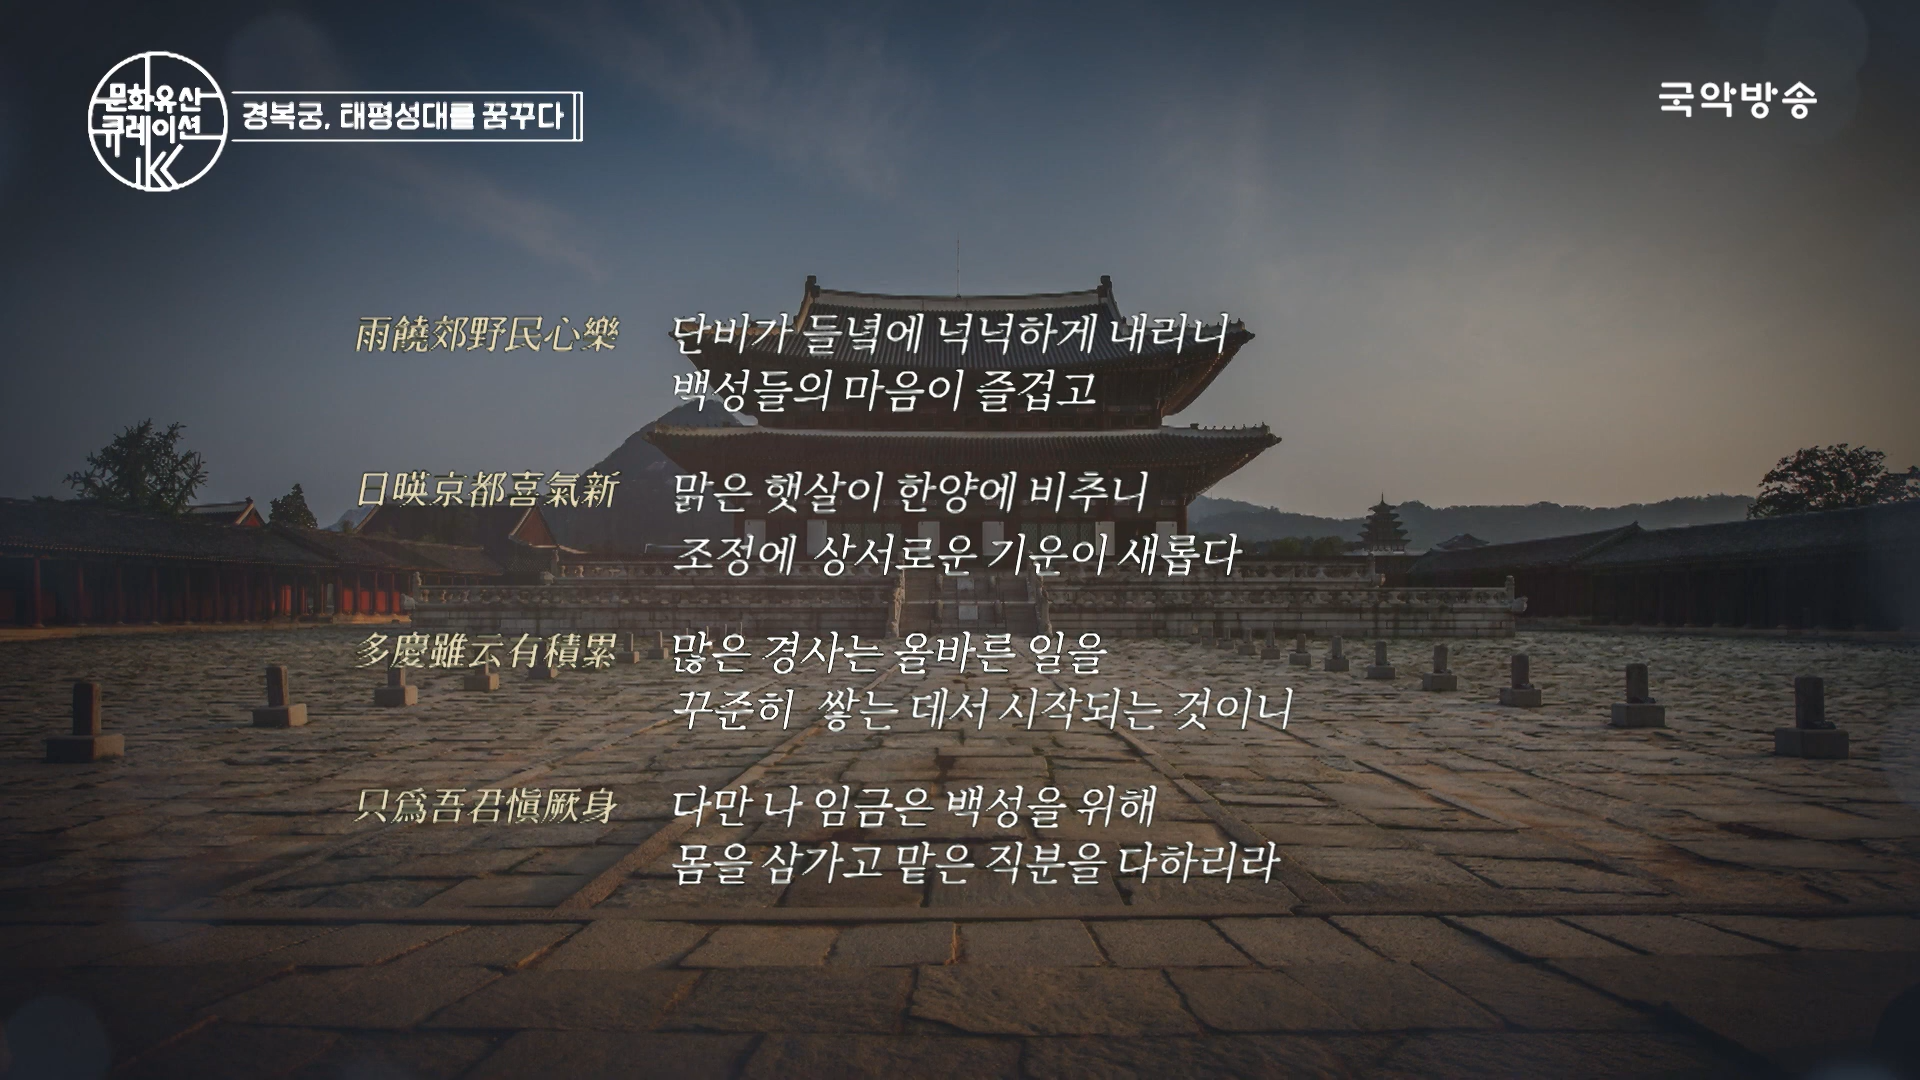 문화유산
큐레이션
K
경복궁, 태평성대를 꿈꾸다
국악방송
雨饒郊野民心樂 단비가 들녘에 넉넉하게 내리니
백성들의 마음이 즐겁고
日暎京都喜氣新 맑은 햇살이 한양에 비추니
조정에 상서로운 기운이 새롭다
多慶雖云有積累 많은 경사는 올바른 일을
꾸준히 쌓는 데서 시작되는 것이니
只爲吾君愼厥身 다만 나 임금은 백성을 위해
몸을 삼가고 맡은 직분을 다하리라